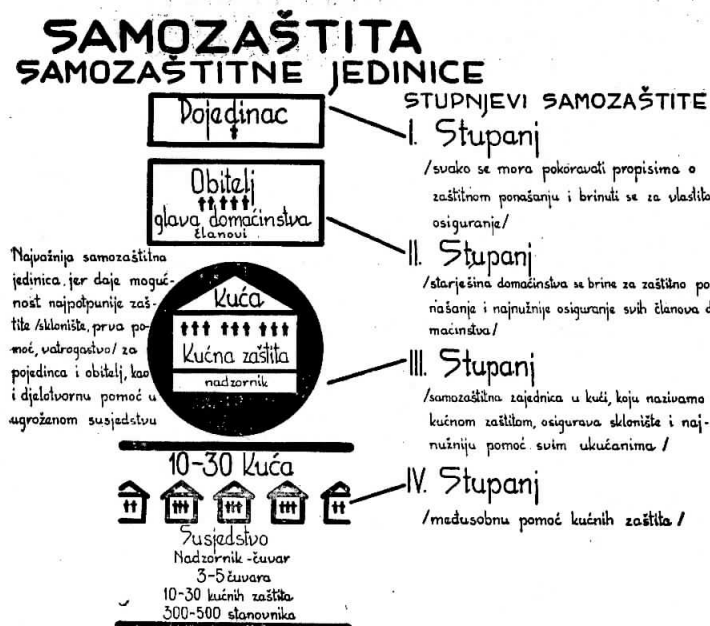 SAMOZAŠTITA
SAMOZAŠTITNE JEDINICE
Pojedinac
Obitelj
glava domaćinstva
članovi
Najvažnija samozaštitna
jedinica, jer daje moguć-
nost najpotpunije zaš-
tite /sklonište, prva po-
moć, vatrogastvo/ za
pojedinca i obitelj, kao
i djelotvornu pomoć u
ugroženom susjedstvu
Kuća
Kućna zaštita
nadzornik
10-30 Kuća
Susjedstvo
Nadzornik-čuvar
3-5 čuvara
10-30 kućnih zaštita
300-500 stanovnika
STUPNJEVI SAMOZAŠTITE
I. Stupanj
/svako se mora pokoravati propisima o
zaštitnom ponašanju i brinuti se za vlastito
osiguranje/
II. Stupanj
/starješina domaćinstva se brine za zaštitno po
našanje i najnužnije osiguranje svih članova d
maćinstva/
III. Stupanj
/samozaštitna zajednica u kući, koju nazivamo
kućnom zaštitom, osigurava sklonište i naj-
nužniju pomoć svim ukućanima /
IV. Stupanj
/međusobnu pomoć kućnih zaštita /